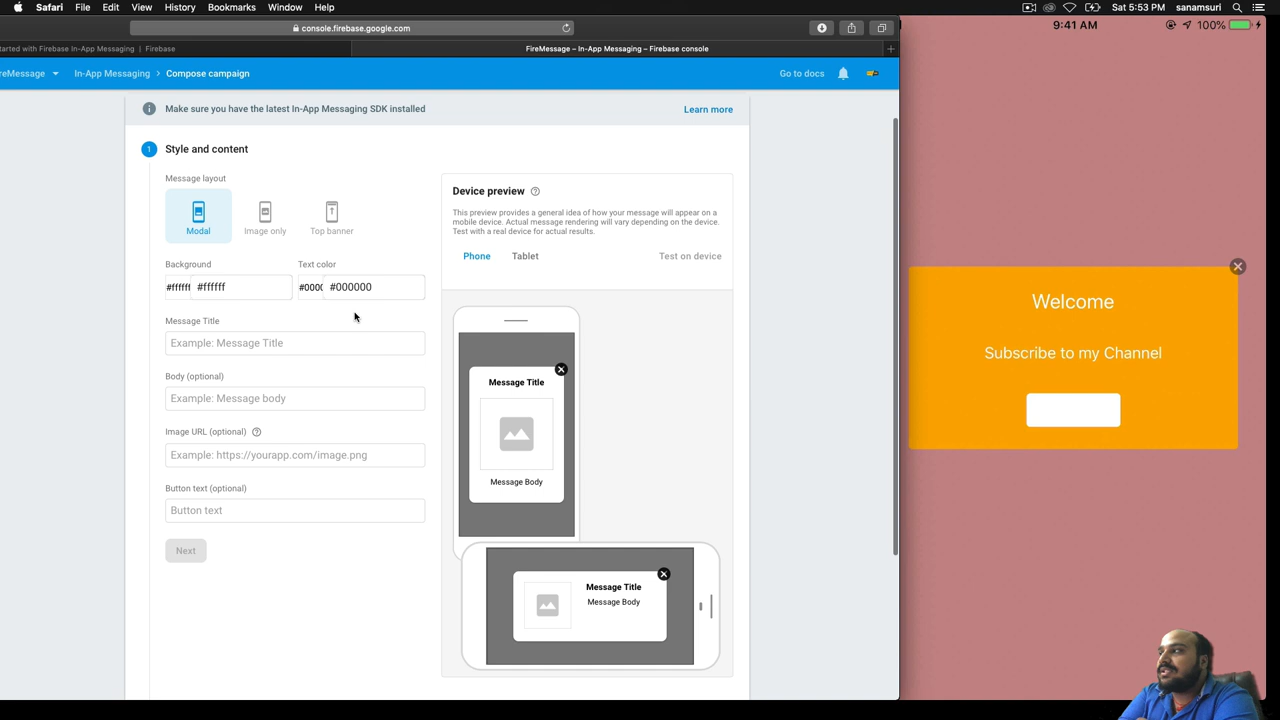 Safari File Edit View History Bookmarks Window Help Sat 5:53 PM sanamsuri
console.firebase.google.com
tarted with Firebase In-App Messaging | Firebase
FireMessage – In-App Messaging – Firebase console
reMessage In-App Messaging > Compose campaign Go to docs
Make sure you have the latest In-App Messaging SDK installed Learn more
1 Style and content
Message layout
Modal Image only Top banner
Background Text color
#ffffff #ffffff #0000 #000000
Message Title
Example: Message Title
Body (optional)
Example: Message body
Image URL (optional)
Example: https://yourapp.com/image.png
Button text (optional)
Button text
Next
Device preview
This preview provides a general idea of how your message will appear on a
mobile device. Actual message rendering will vary depending on the device.
Test with a real device for actual results.
Phone Tablet Test on device
Message Title
Message Body
Message Title
Message Body
9:41 AM 100%
Welcome
Subscribe to my Channel